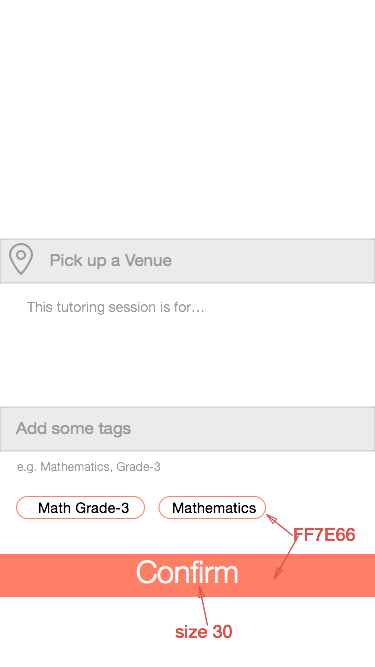 Pick up a Venue
This tutoring session is for...
Add some tags
e.g. Mathematics, Grade-3
Math Grade-3
Mathematics
FF7E66
Confirm
size 30